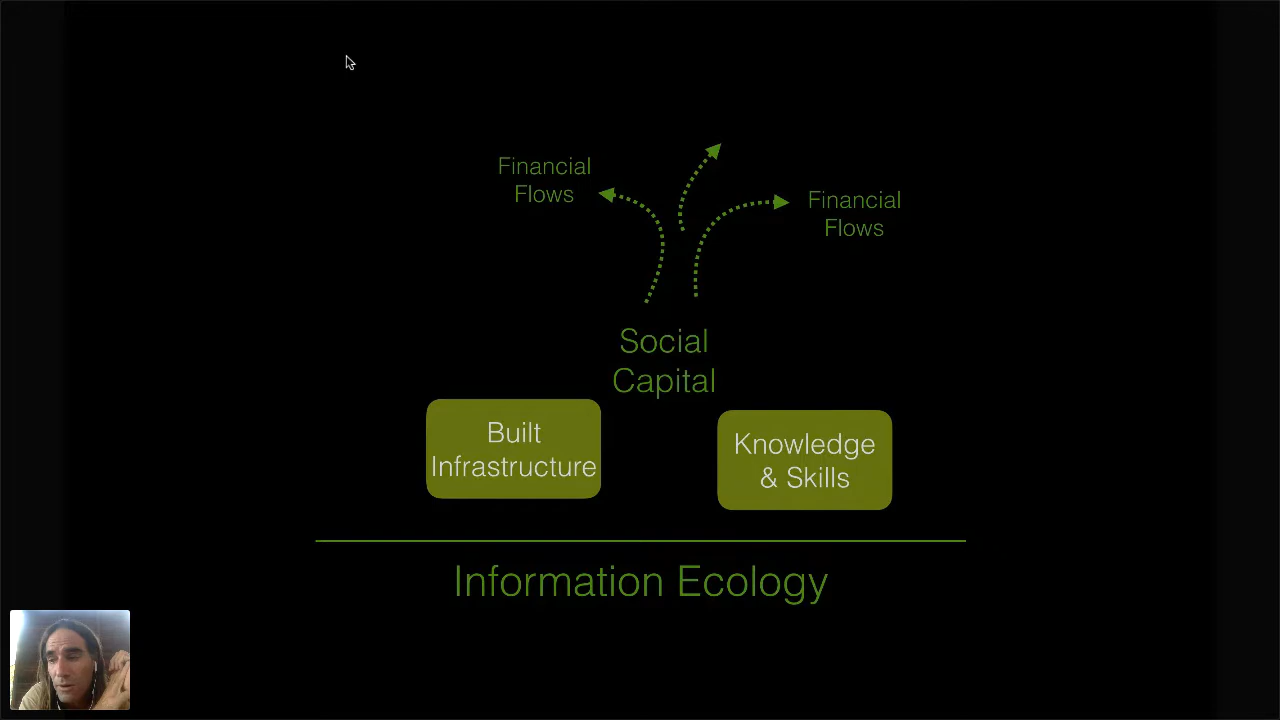 Financial
Flows
Financial
Flows
Social
Capital
Built
Infrastructure
Knowledge
& Skills
Information Ecology